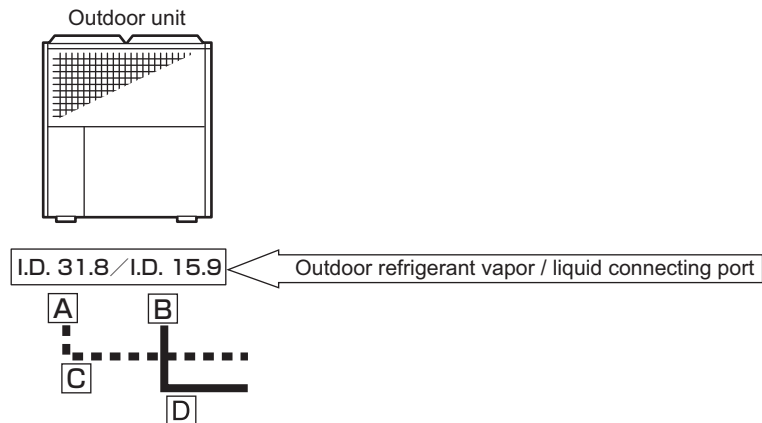 Outdoor unit
I.D. 31.8／I.D. 15.9
Outdoor refrigerant vapor / liquid connecting port
A
B
C
D